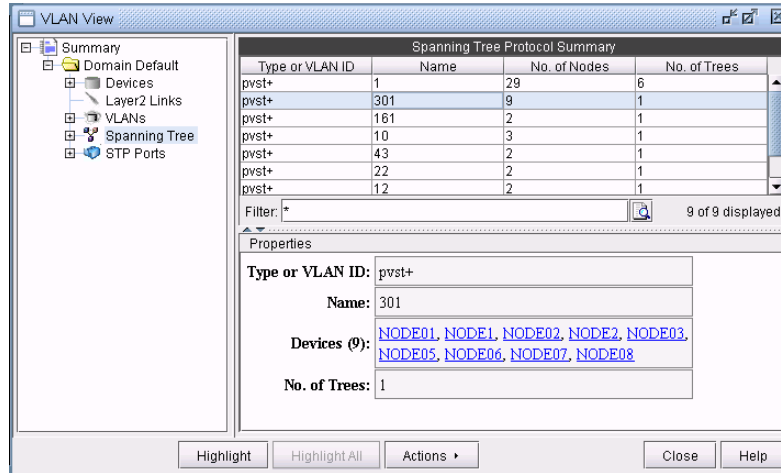 VLAN View
Summary
Domain Default
Devices
Layer2 Links
VLANs
Spanning Tree
STP Ports
Spanning Tree Protocol Summary
Type or VLAN ID Name No. of Nodes No. of Trees
pvst+ 1 29 6
pvst+ 301 9 1
pvst+ 161 2 1
pvst+ 10 3 1
pvst+ 43 2 1
pvst+ 22 2 1
pvst+ 12 2 1
Filter: * 9 of 9 displayed
Properties
Type or VLAN ID: pvst+
Name: 301
Devices (9): NODE01, NODE1, NODE02, NODE2, NODE03,
NODE05, NODE06, NODE07, NODE08
No. of Trees: 1
Highlight Highlight All Actions Close Help